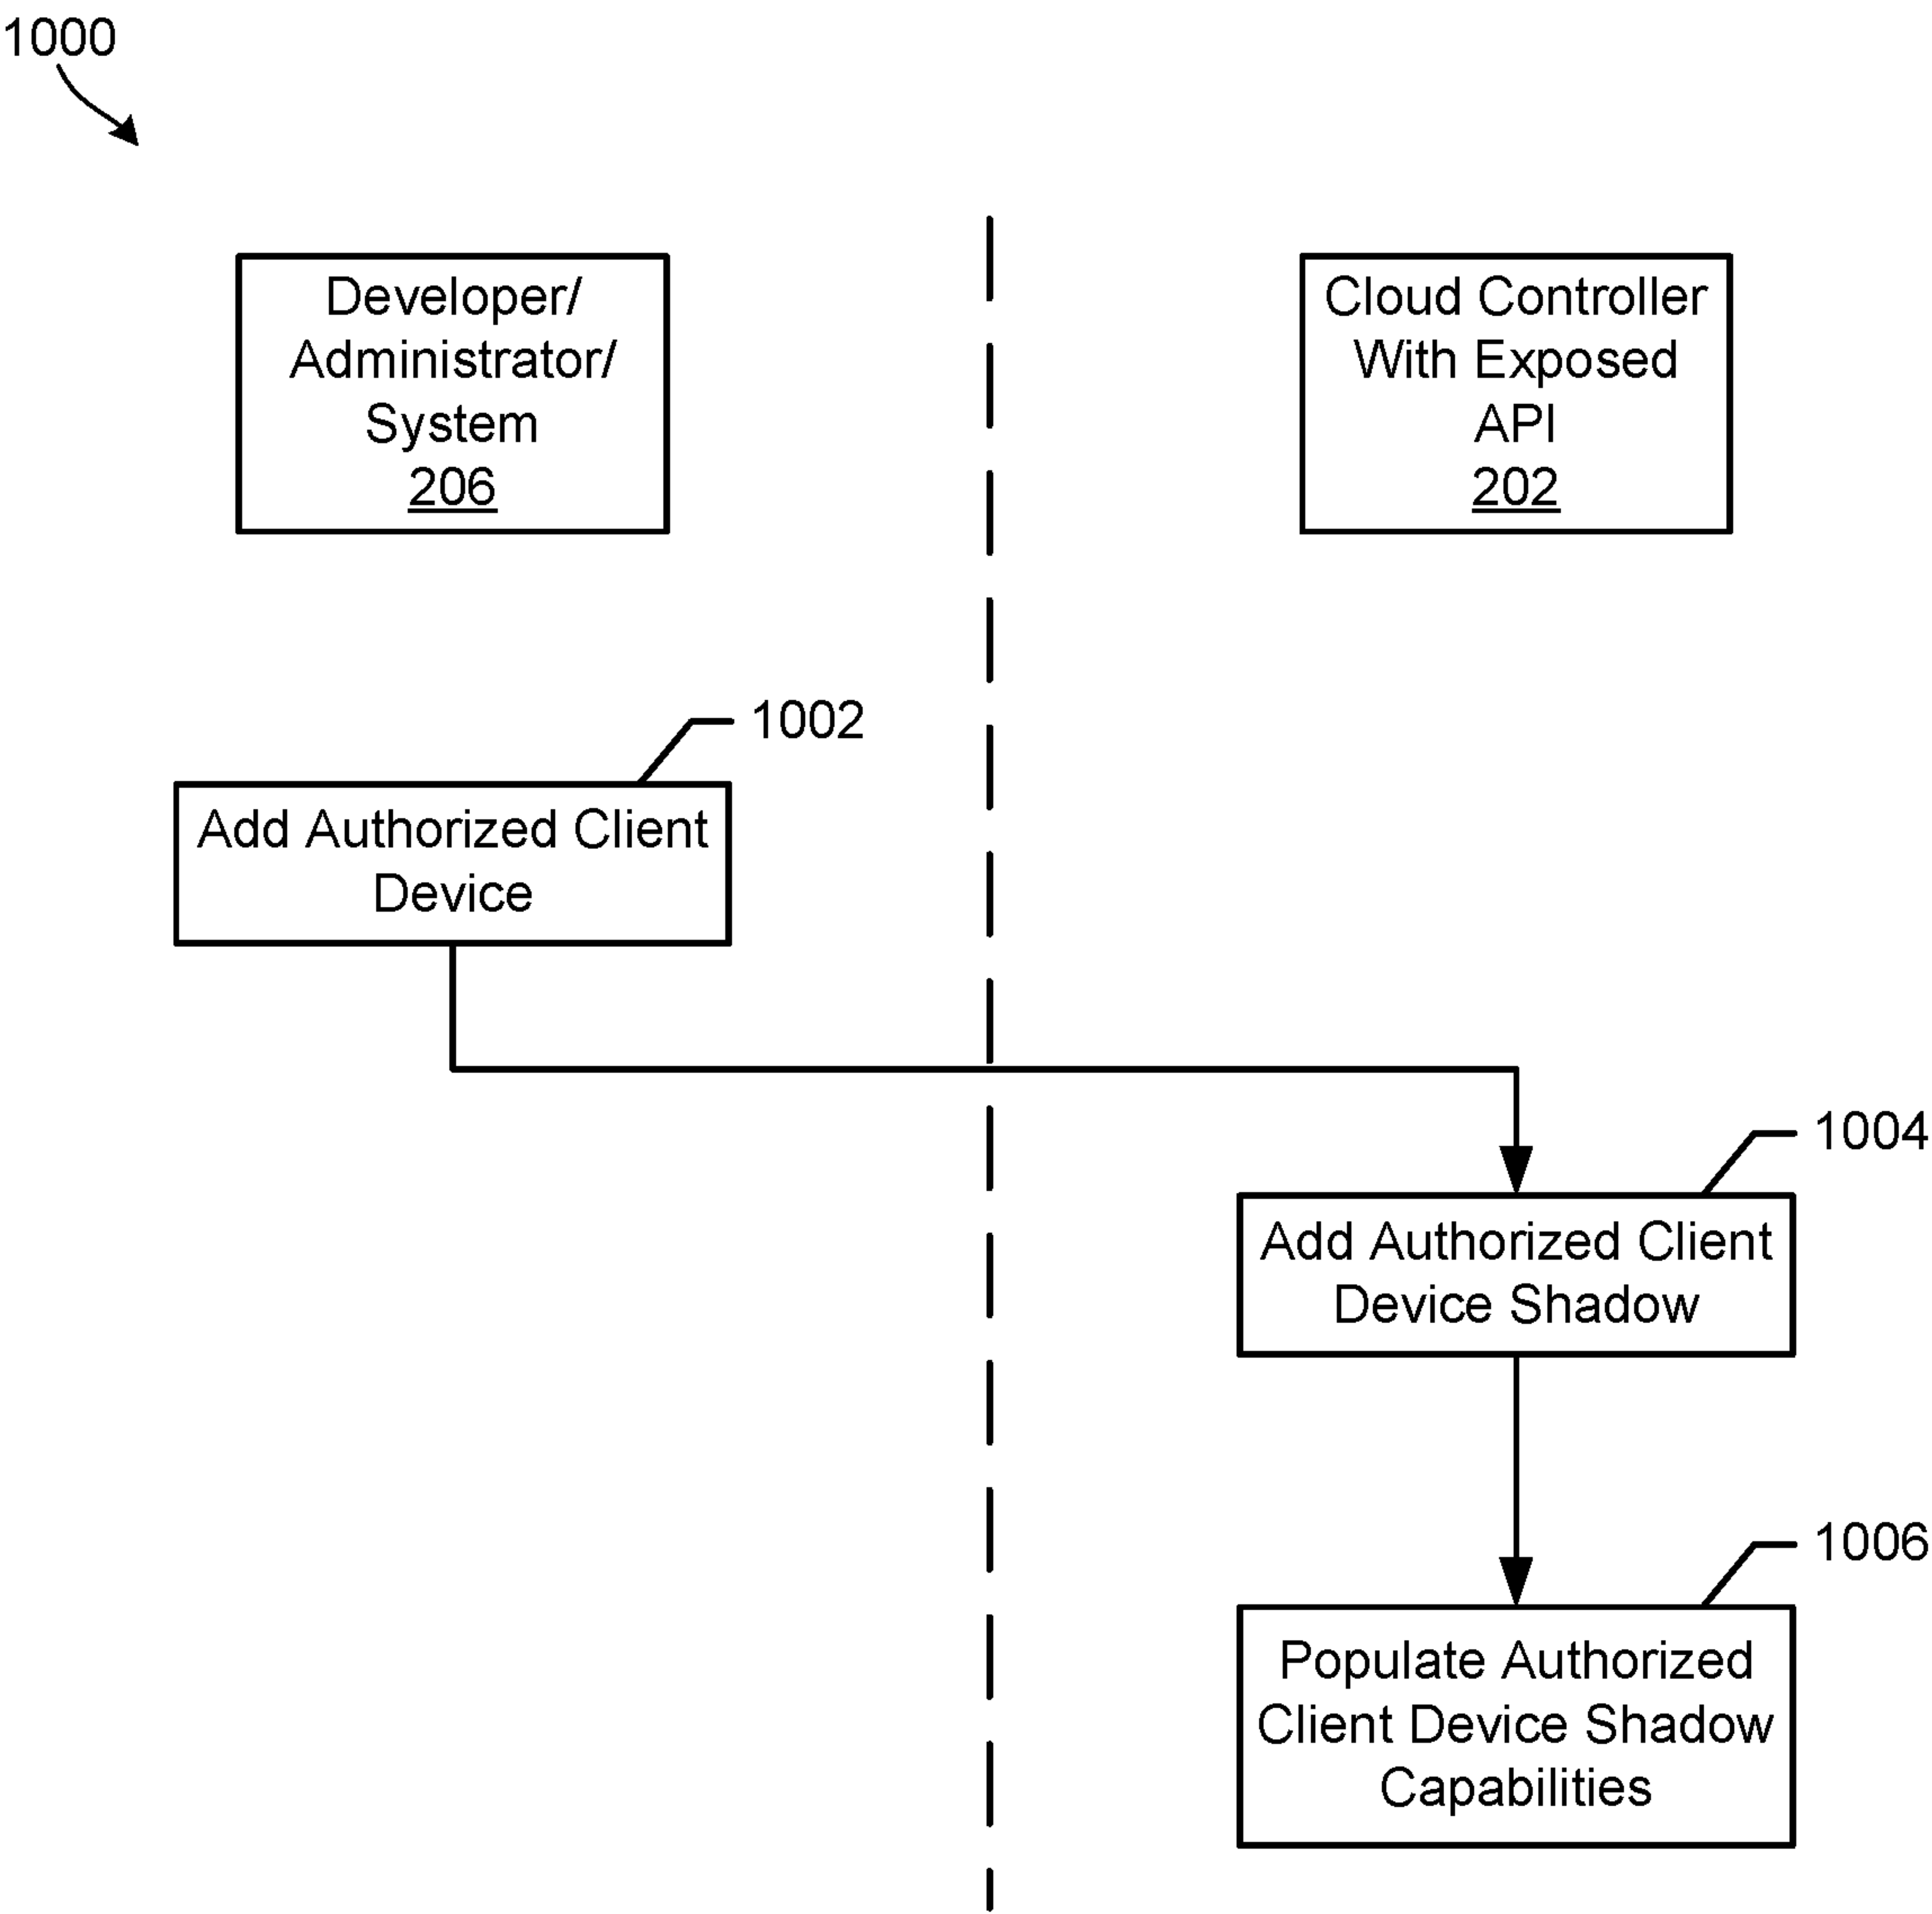 1000
Developer/
Administrator/
System
206
Cloud Controller
With Exposed
API
202
1002
Add Authorized Client
Device
1004
Add Authorized Client
Device Shadow
1006
Populate Authorized
Client Device Shadow
Capabilities